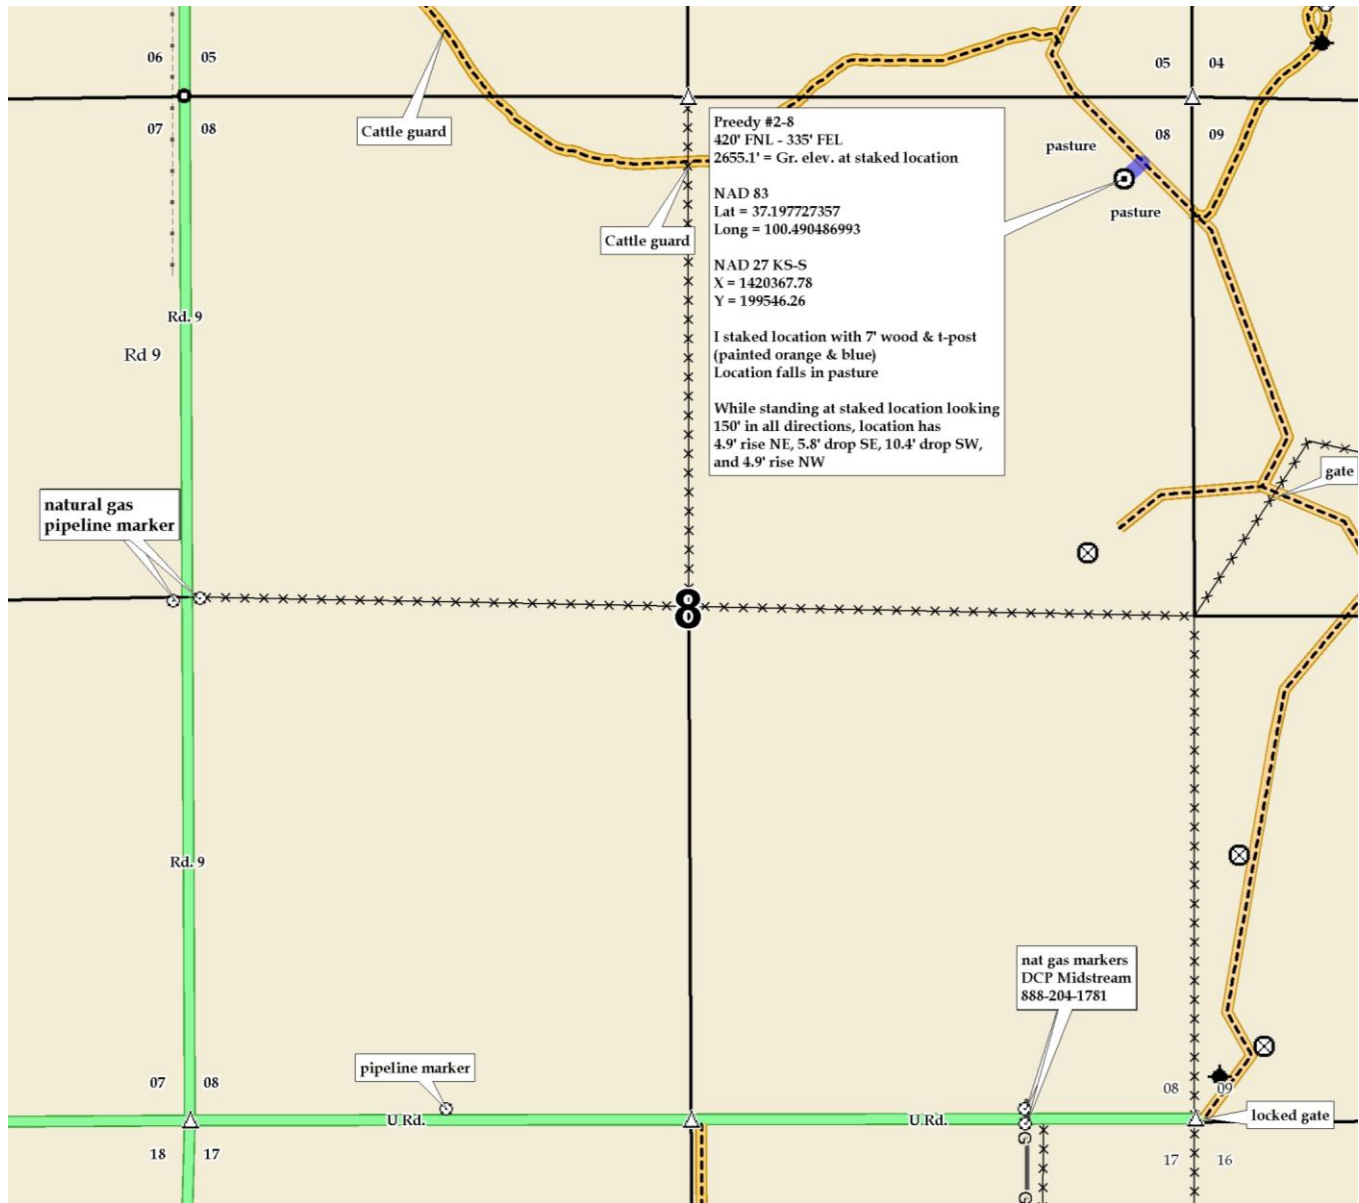 06 05
05 04
07 08
08 09
Cattle guard
Preedy #2-8
420' FNL - 335' FEL
2655.1' = Gr. elev. at staked location
NAD 83
Lat = 37.197727357
Long = 100.490486993
NAD 27 KS-S
X = 1420367.78
Y = 199546.26
I staked location with 7' wood & t-post
(painted orange & blue)
Location falls in pasture
While standing at staked location looking
150' in all directions, location has
4.9' rise NE, 5.8' drop SE, 10.4' drop SW,
and 4.9' rise NW
pasture
pasture
Cattle guard
Rd. 9
Rd 9
gate
natural gas
pipeline marker
8
Rd. 9
nat gas markers
DCP Midstream
888-204-1781
pipeline marker
07 08
08 09
U Rd.
U Rd.
locked gate
G
18 17
17 16
G